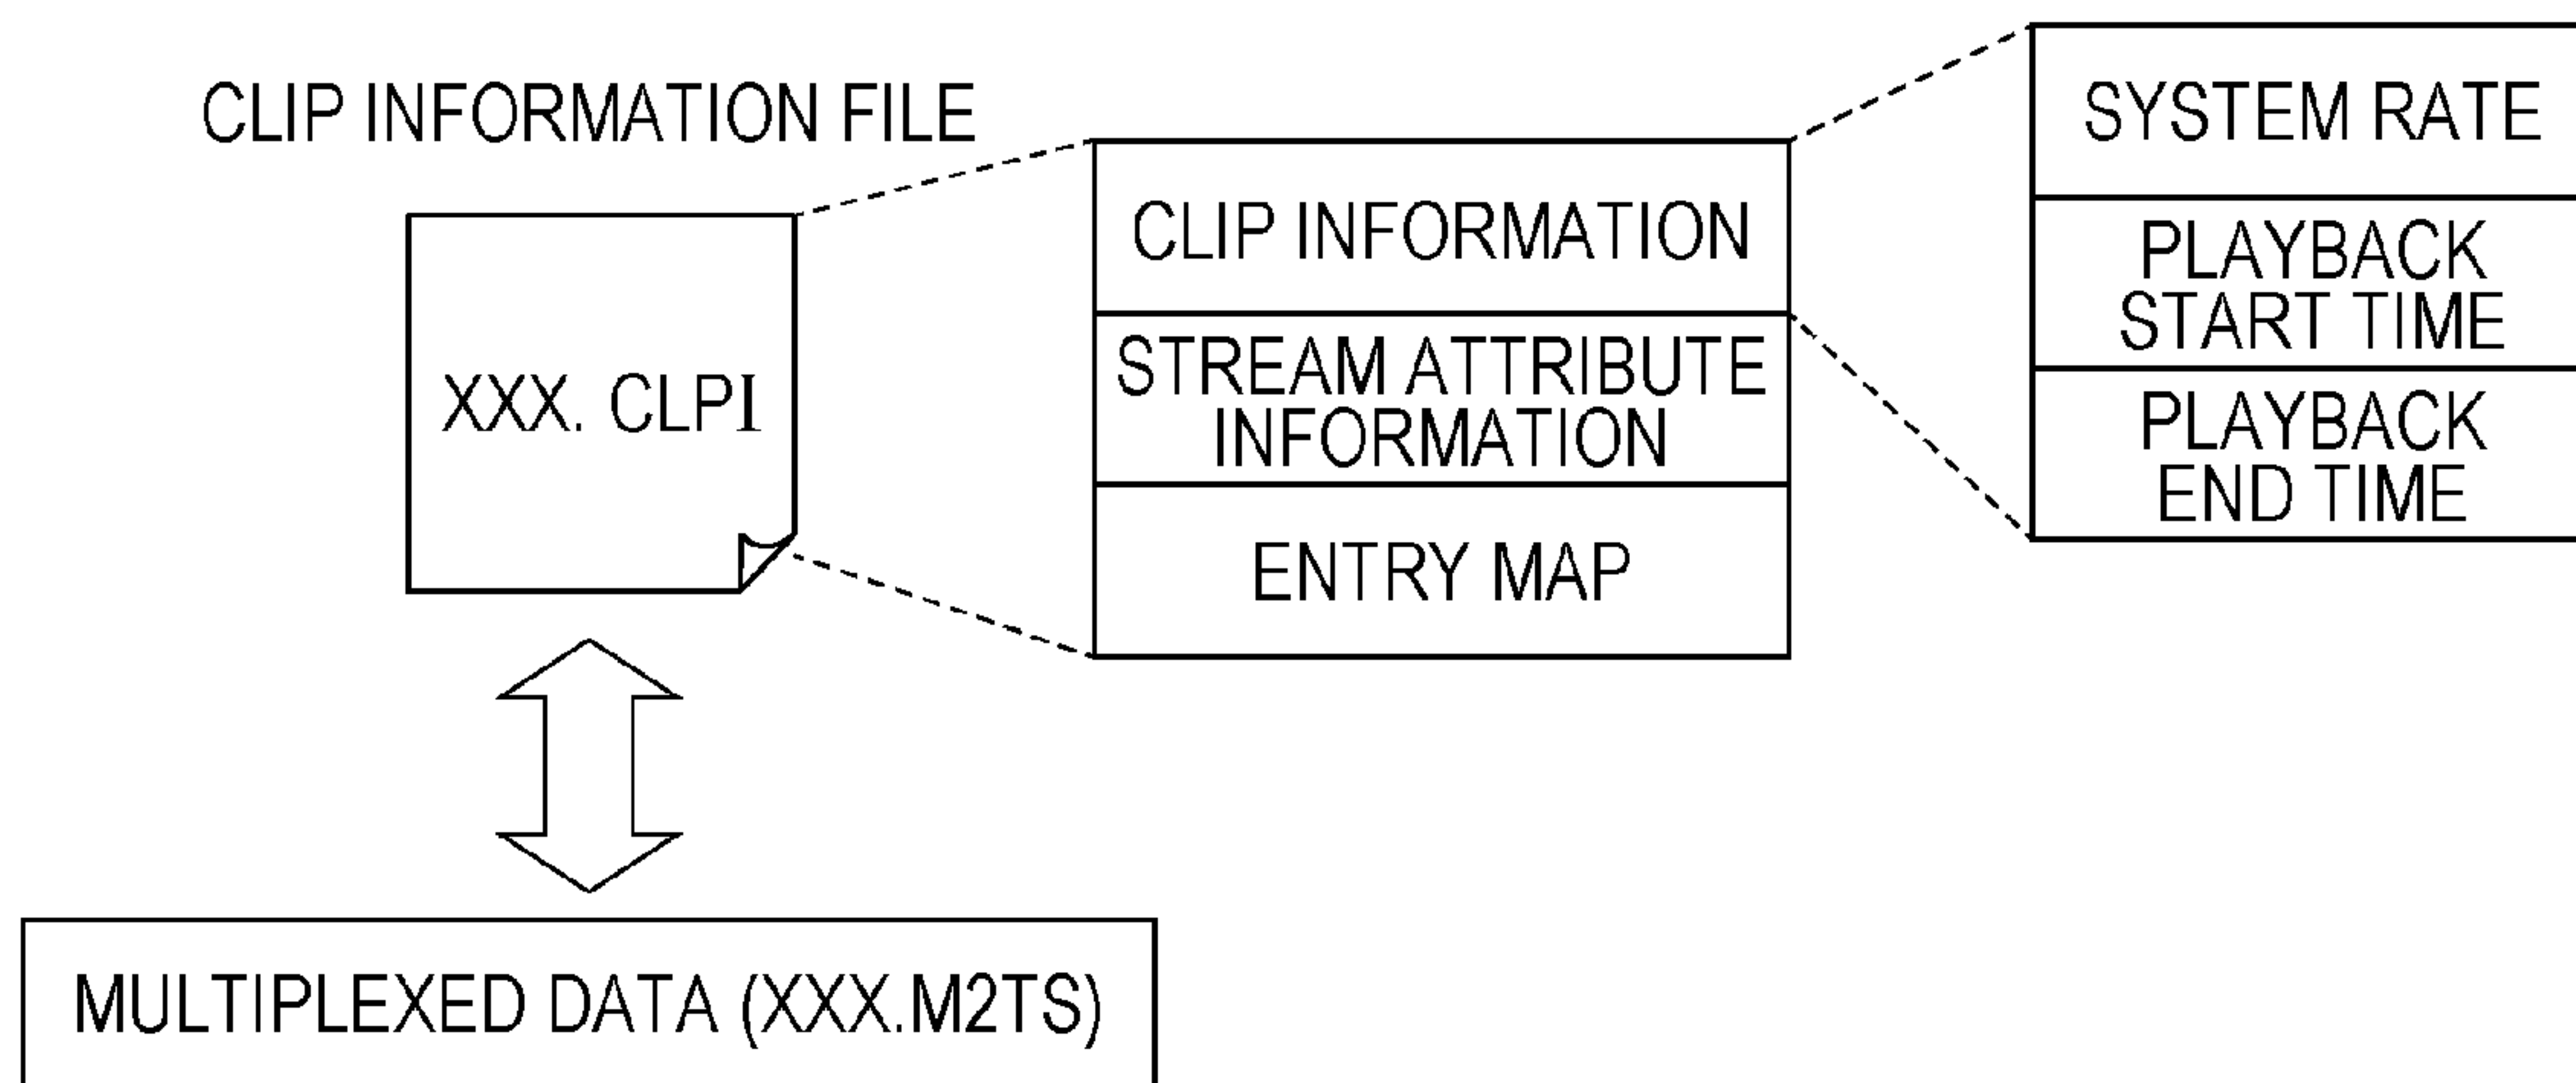 CLIP INFORMATION FILE
XXX. CLPI
CLIP INFORMATION
STREAM ATTRIBUTE
INFORMATION
ENTRY MAP
SYSTEM RATE
PLAYBACK
START TIME
PLAYBACK
END TIME
MULTIPLEXED DATA (XXX.M2TS)